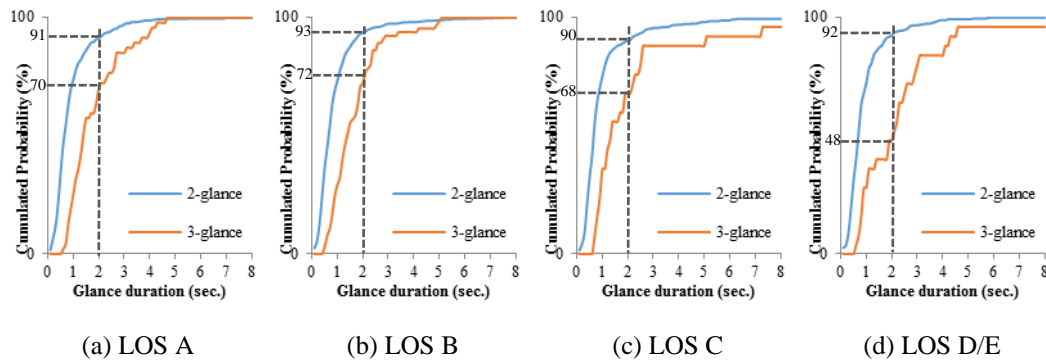 Cumulated Probability (%)
100
91
70
0
2-glance
3-glance
0 1 2 3 4 5 6 7 8
Glance duration (sec.)
(a) LOS A
Cumulated Probability (%)
100
93
72
0
2-glance
3-glance
0 1 2 3 4 5 6 7 8
Glance duration (sec.)
(b) LOS B
Cumulated Probability (%)
100
90
68
0
2-glance
3-glance
0 1 2 3 4 5 6 7 8
Glance duration (sec.)
(c) LOS C
Cumulated Probability (%)
100
92
48
0
2-glance
3-glance
0 1 2 3 4 5 6 7 8
Glance duration (sec.)
(d) LOS D/E